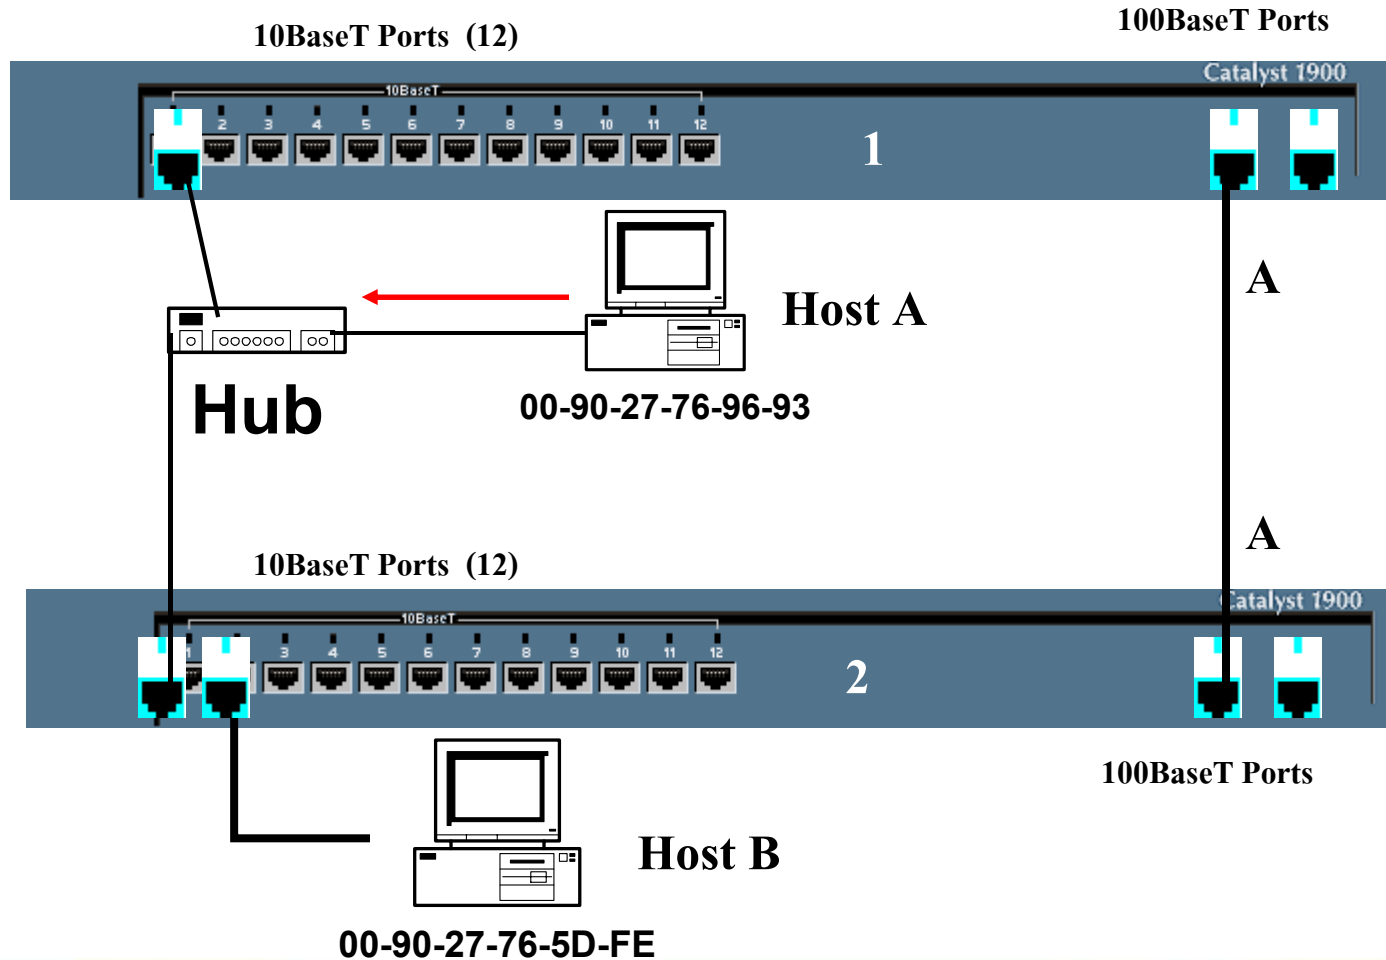 10BaseT Ports (12)
100BaseT Ports
Catalyst 1900
10BaseT
2 3 4 5 6 7 8 9 10 11 12
1
A
Host A
Hub
00-90-27-76-96-93
A
10BaseT Ports (12)
Catalyst 1900
10BaseT
1 3 4 5 6 7 8 9 10 11 12
2
100BaseT Ports
Host B
00-90-27-76-5D-FE